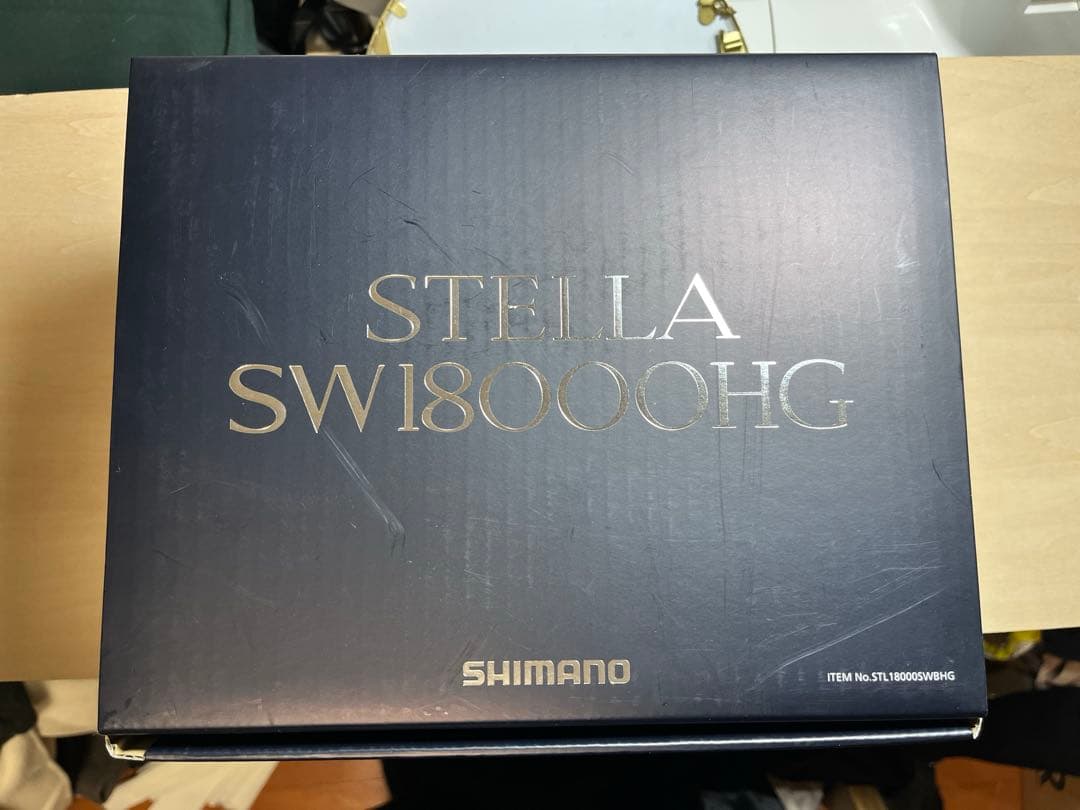 STELLA
SW18000HG
SHIMANO
ITEM No.STL18000SWBHG